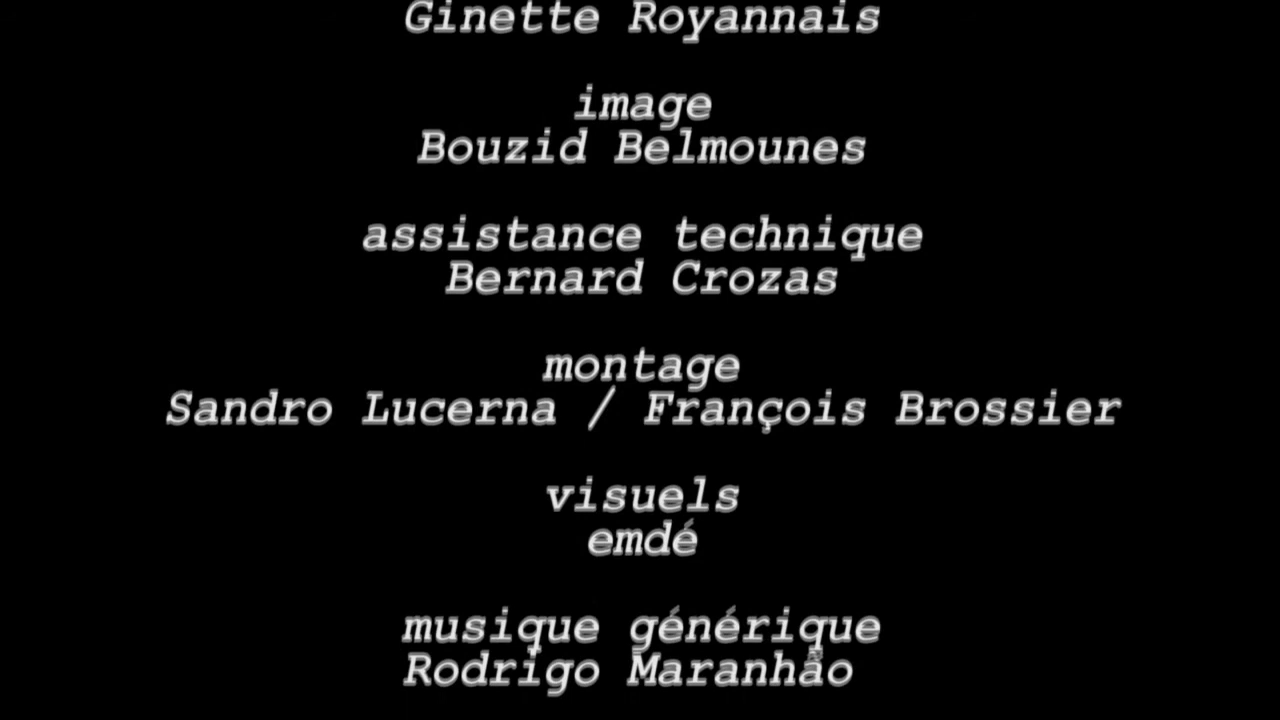 Ginette Royannais
image
Bouzid Belmounes
assistance technique
Bernard Crozas
montage
Sandro Lucerna / François Brossier
visuels
emdé
musique générique
Rodrigo Maranhão